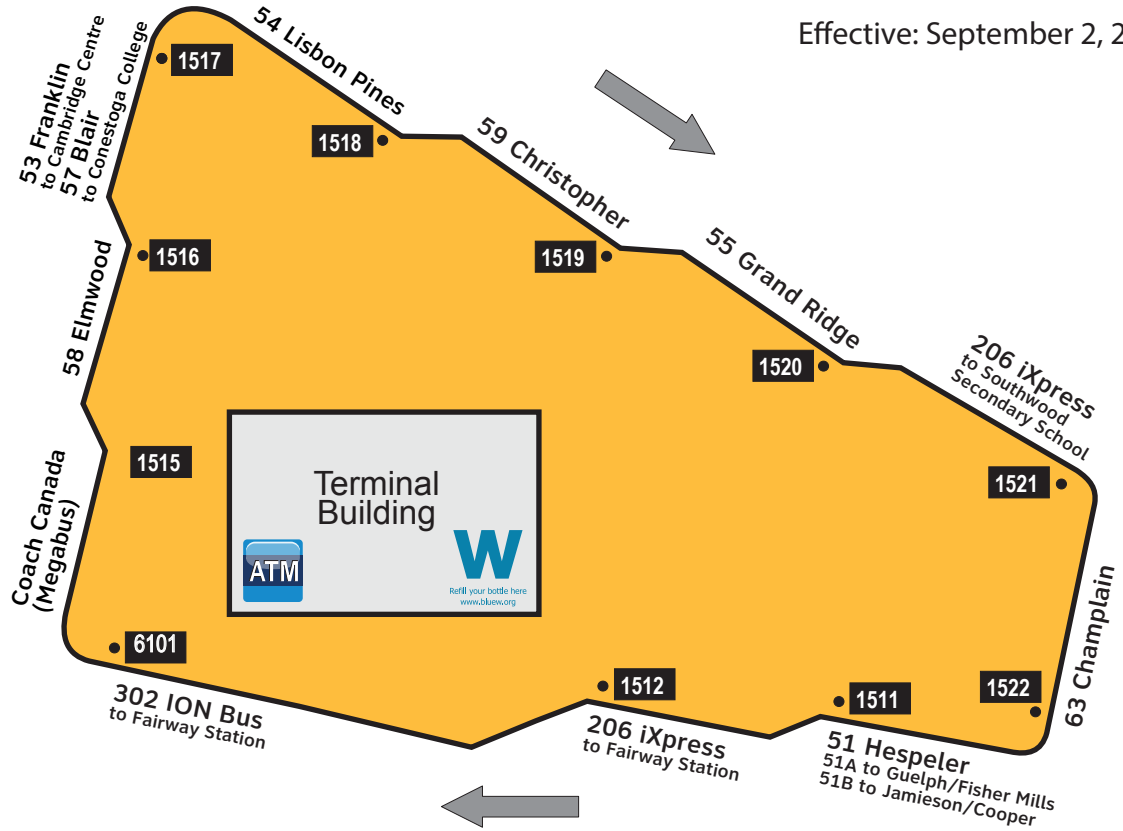 Effective: September 2, 2
54 Lisbon Pines
1517
53 Franklin
to Cambridge Centre
57 Blair
to Conestoga College
1518
59 Christopher
1516
1519
55 Grand Ridge
58 Elmwood
1520
206 iXpress
to Southwood
Secondary School
1515
1521
Terminal
Building
Coach Canada
(Megabus)
ATM
W
Refill your bottle here
www.bluew.org
63 Champlain
6101
1512
1511
1522
302 ION Bus
to Fairway Station
206 iXpress
to Fairway Station
51 Hespeler
51A to Guelph/Fisher Mills
51B to Jamieson/Cooper